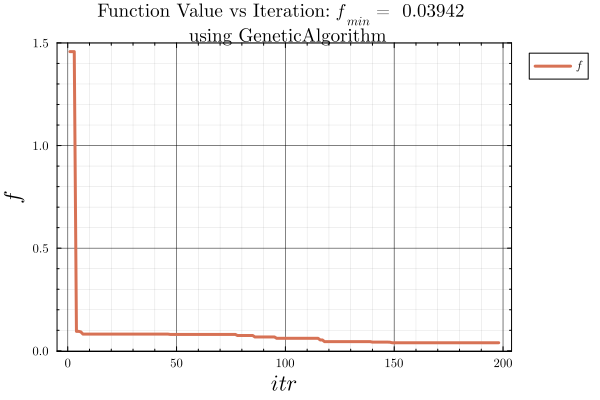 Function Value vs Iteration: f_min = 0.03942
using GeneticAlgorithm
f
1.5
1.0
0.5
0.0
f
0
50
100
150
200
itr